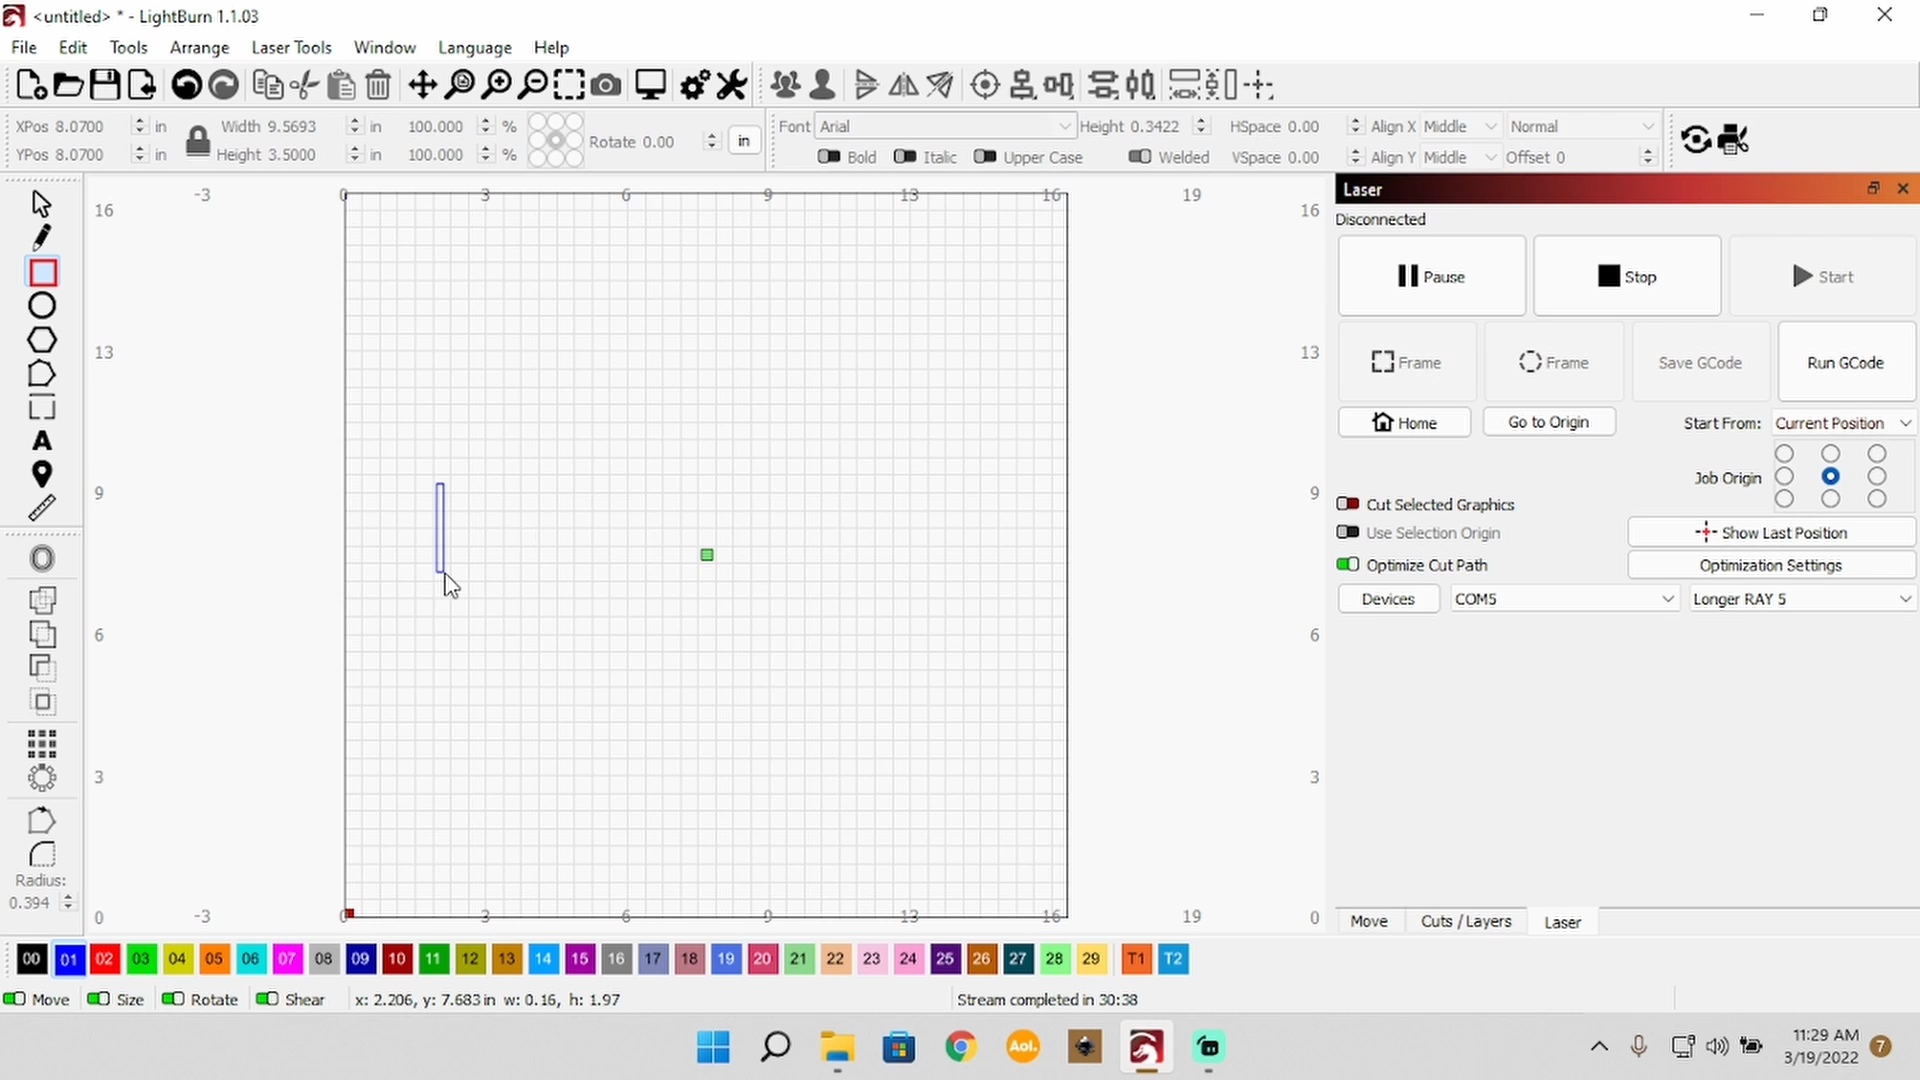 <untitled> * - LightBurn 1.1.03
File Edit Tools Arrange Laser Tools Window Language Help
XPos 8.0700 in Width 9.5693 in 100.000 % Rotate 0.00 in Font Arial Height 0.3422 HSpace 0.00 Align X Middle Normal
YPos 8.0700 in Height 3.5000 in 100.000 % Bold Italic Upper Case Welded VSpace 0.00 Align Y Middle Offset 0
Laser
Disconnected
Pause Stop Start
Frame Frame Save GCode Run GCode
Home Go to Origin Start From: Current Position
Job Origin
Cut Selected Graphics
Use Selection Origin Show Last Position
Optimize Cut Path Optimization Settings
Devices COM5 Longer RAY 5
-3 0 3 6 9 13 16 19
16 16
13 13
9 9
6 6
3 3
0 -3 0 3 6 9 13 16 19 0
Radius:
0.394
Move Cuts / Layers Laser
00 01 02 03 04 05 06 07 08 09 10 11 12 13 14 15 16 17 18 19 20 21 22 23 24 25 26 27 28 29 T1 T2
Move Size Rotate Shear x: 2.206, y: 7.683 in w: 0.16, h: 1.97 Stream completed in 30:38
Aol.
11:29 AM
3/19/2022
7